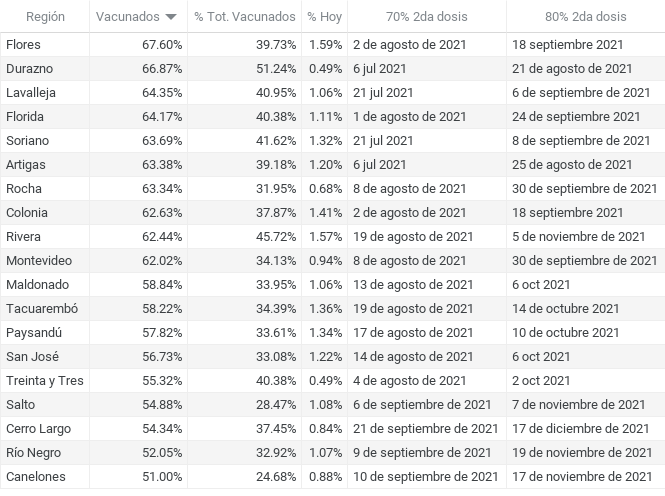 Región Vacunados % Tot. Vacunados % Hoy 70% 2da dosis 80% 2da dosis
Flores 67.60% 39.73% 1.59% 2 de agosto de 2021 18 septiembre 2021
Durazno 66.87% 51.24% 0.49% 6 jul 2021 21 de agosto de 2021
Lavalleja 64.35% 40.95% 1.06% 21 jul 2021 6 de septiembre de 2021
Florida 64.17% 40.38% 1.11% 1 de agosto de 2021 24 de septiembre 2021
Soriano 63.69% 41.62% 1.32% 21 jul 2021 8 de septiembre de 2021
Artigas 63.38% 39.18% 1.20% 6 jul 2021 25 de agosto de 2021
Rocha 63.34% 31.95% 0.68% 8 de agosto de 2021 30 de septiembre de 2021
Colonia 62.63% 37.87% 1.41% 2 de agosto de 2021 18 septiembre 2021
Rivera 62.44% 45.72% 1.57% 19 de agosto de 2021 5 de noviembre de 2021
Montevideo 62.02% 34.13% 0.94% 8 de agosto de 2021 30 de septiembre de 2021
Maldonado 58.84% 33.95% 1.06% 13 de agosto de 2021 6 oct 2021
Tacuarembó 58.22% 34.39% 1.36% 19 de agosto de 2021 14 de octubre 2021
Paysandú 57.82% 33.61% 1.34% 17 de agosto de 2021 10 de octubre 2021
San José 56.73% 33.08% 1.22% 14 de agosto de 2021 6 oct 2021
Treinta y Tres 55.32% 40.38% 0.49% 4 de agosto de 2021 2 oct 2021
Salto 54.88% 28.47% 1.08% 6 de septiembre de 2021 7 de noviembre de 2021
Cerro Largo 54.34% 37.45% 0.84% 21 de septiembre de 2021 17 de diciembre de 2021
Río Negro 52.05% 32.92% 1.07% 9 de septiembre de 2021 19 de noviembre de 2021
Canelones 51.00% 24.68% 0.88% 10 de septiembre de 2021 17 de noviembre de 2021